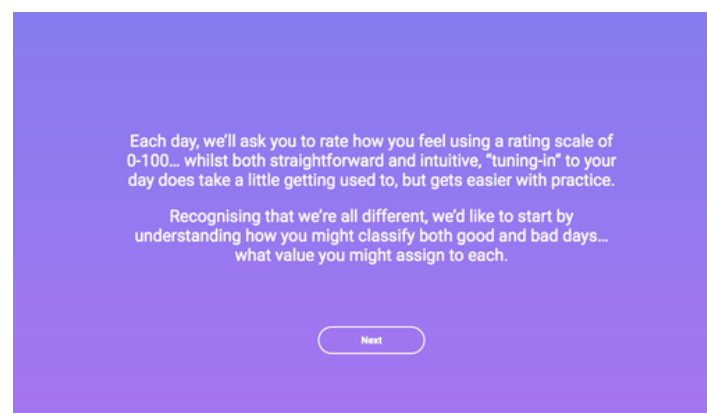 Each day, we'll ask you to rate how you feel using a rating scale of
0-100... whilst both straightforward and intuitive, "tuning-in" to your
day does take a little getting used to, but gets easier with practice.
Recognising that we're all different, we'd like to start by
understanding how you might classify both good and bad days...
what value you might assign to each.
Next